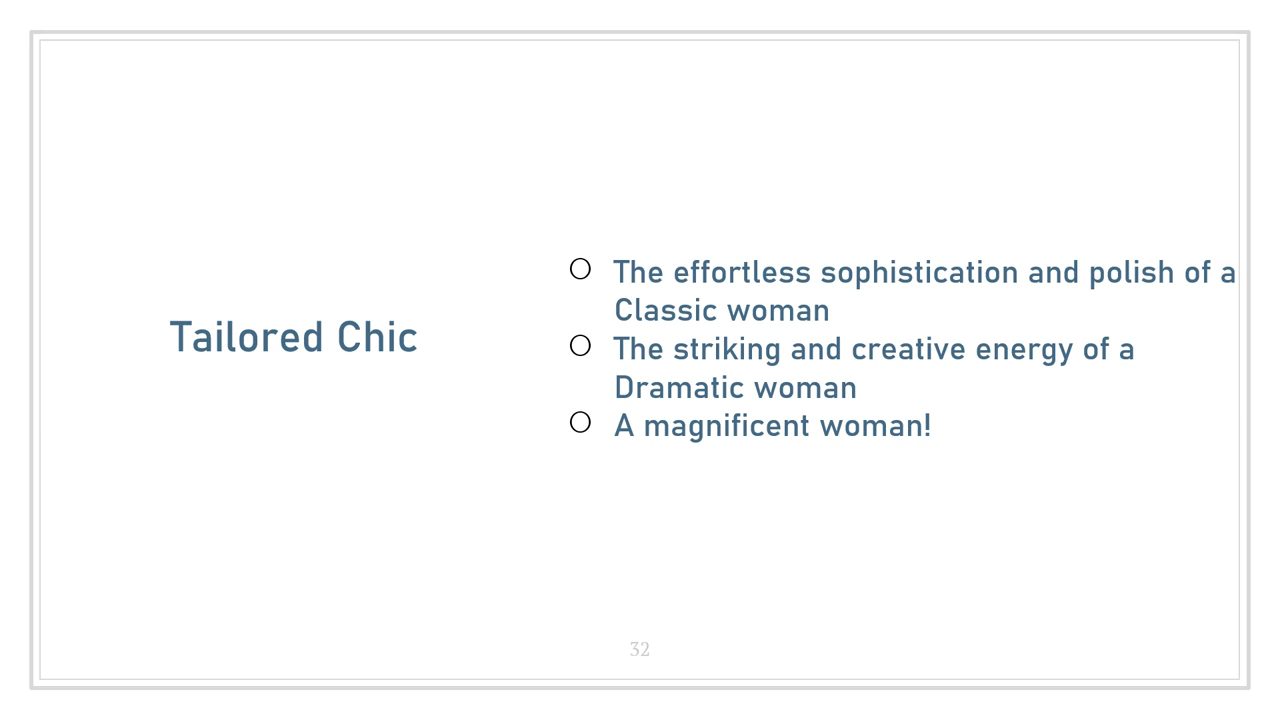 Tailored Chic
The effortless sophistication and polish of a
Classic woman
The striking and creative energy of a
Dramatic woman
A magnificent woman!
32